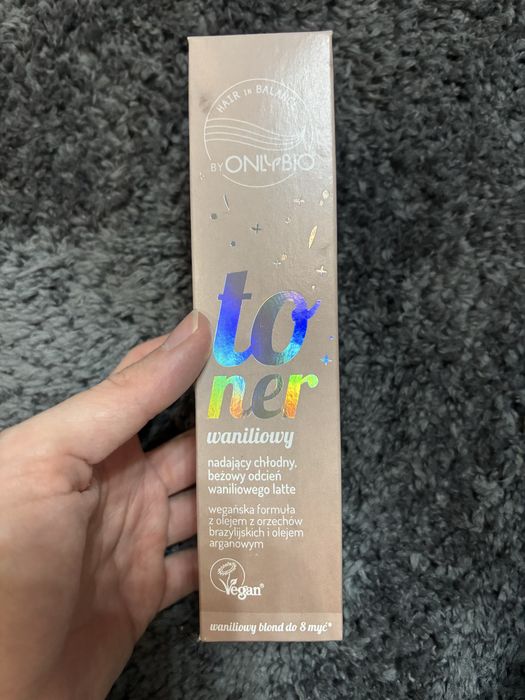 HAIR IN BALANCE
BY ONLYBIO
to
ner
waniliowy
nadający chłodny,
beżowy odcień
waniliowego latte
wegańska formuła
z olejem z orzechów
brazylijskich i olejem
arganowym
Vegan®
waniliowy blond do 8 myć*